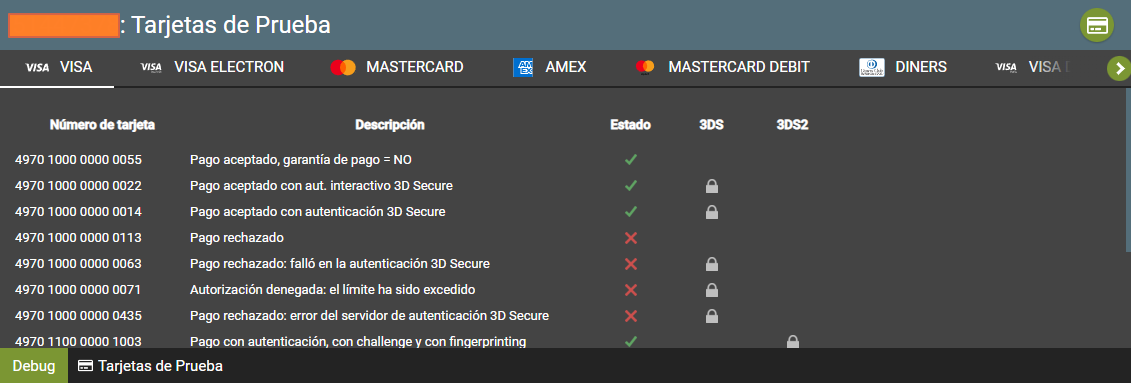 : Tarjetas de Prueba
VISA VISA VISA VISA ELECTRON MASTERCARD AMEX AMEX MASTERCARD DEBIT Diners Club DINERS VISA VISA
Número de tarjeta Descripción Estado 3DS 3DS2
4970 1000 0000 0055 Pago aceptado, garantía de pago = NO
4970 1000 0000 0022 Pago aceptado con aut. interactivo 3D Secure
4970 1000 0000 0014 Pago aceptado con autenticación 3D Secure
4970 1000 0000 0113 Pago rechazado
4970 1000 0000 0063 Pago rechazado: falló en la autenticación 3D Secure
4970 1000 0000 0071 Autorización denegada: el límite ha sido excedido
4970 1000 0000 0435 Pago rechazado: error del servidor de autenticación 3D Secure
4970 1100 0000 1003 Pago con autenticación, con challenge y con fingerprinting
Debug Tarjetas de Prueba